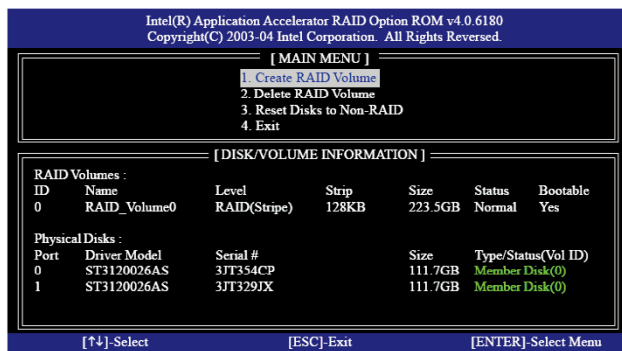 Intel(R) Application Accelerator RAID Option ROM v4.0.6180
Copyright(C) 2003-04 Intel Corporation. All Rights Reversed.
[ MAIN MENU ]
1. Create RAID Volume
2. Delete RAID Volume
3. Reset Disks to Non-RAID
4. Exit
[ DISK/VOLUME INFORMATION ]
RAID Volumes :
ID Name Level Strip Size Status Bootable
0 RAID_Volume0 RAID(Stripe) 128KB 223.5GB Normal Yes
Physical Disks :
Port Driver Model Serial # Size Type/Status(Vol ID)
0 ST3120026AS 3JT354CP 111.7GB Member Disk(0)
1 ST3120026AS 3JT329JX 111.7GB Member Disk(0)
[↑↓]-Select [ESC]-Exit [ENTER]-Select Menu